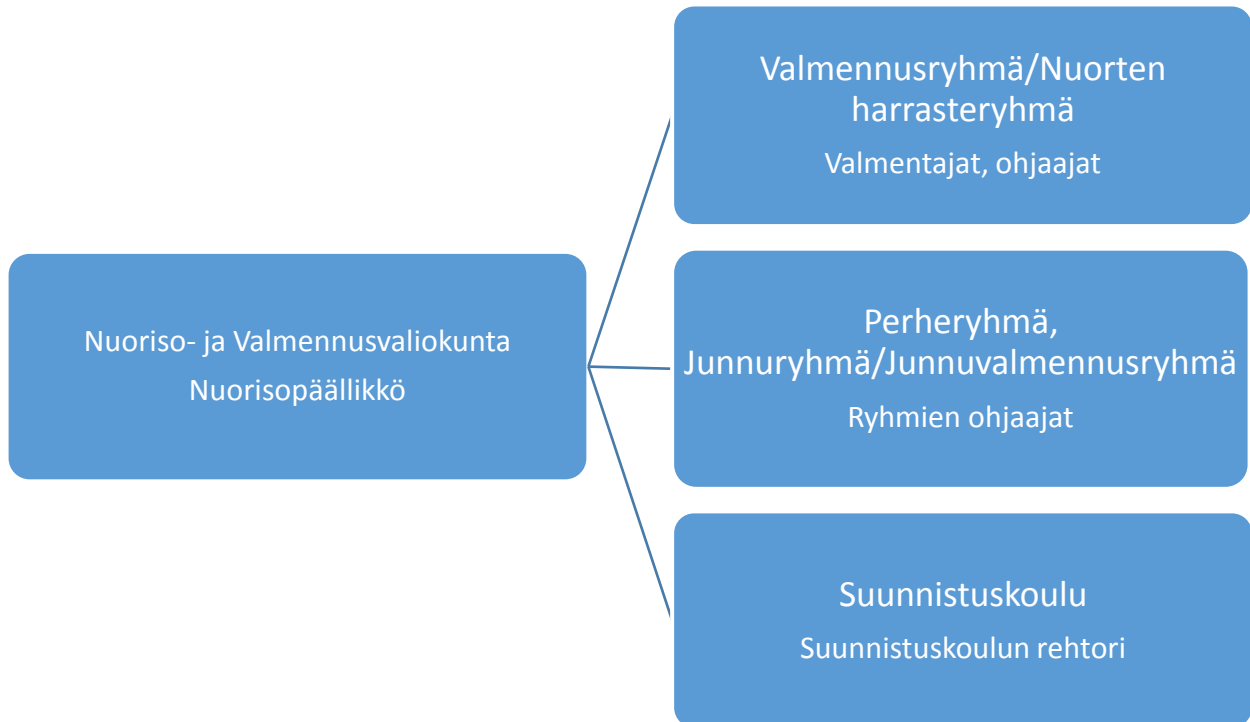 Nuoriso- ja Valmennusvaliokunta
Nuorisopäällikkö
Valmennusryhmä/Nuorten
harrasteryhmä
Valmentajat, ohjaajat
Perheryhmä,
Junnuryhmä/Junnuvalmennusryhmä
Ryhmien ohjaajat
Suunnistuskoulu
Suunnistuskoulun rehtori